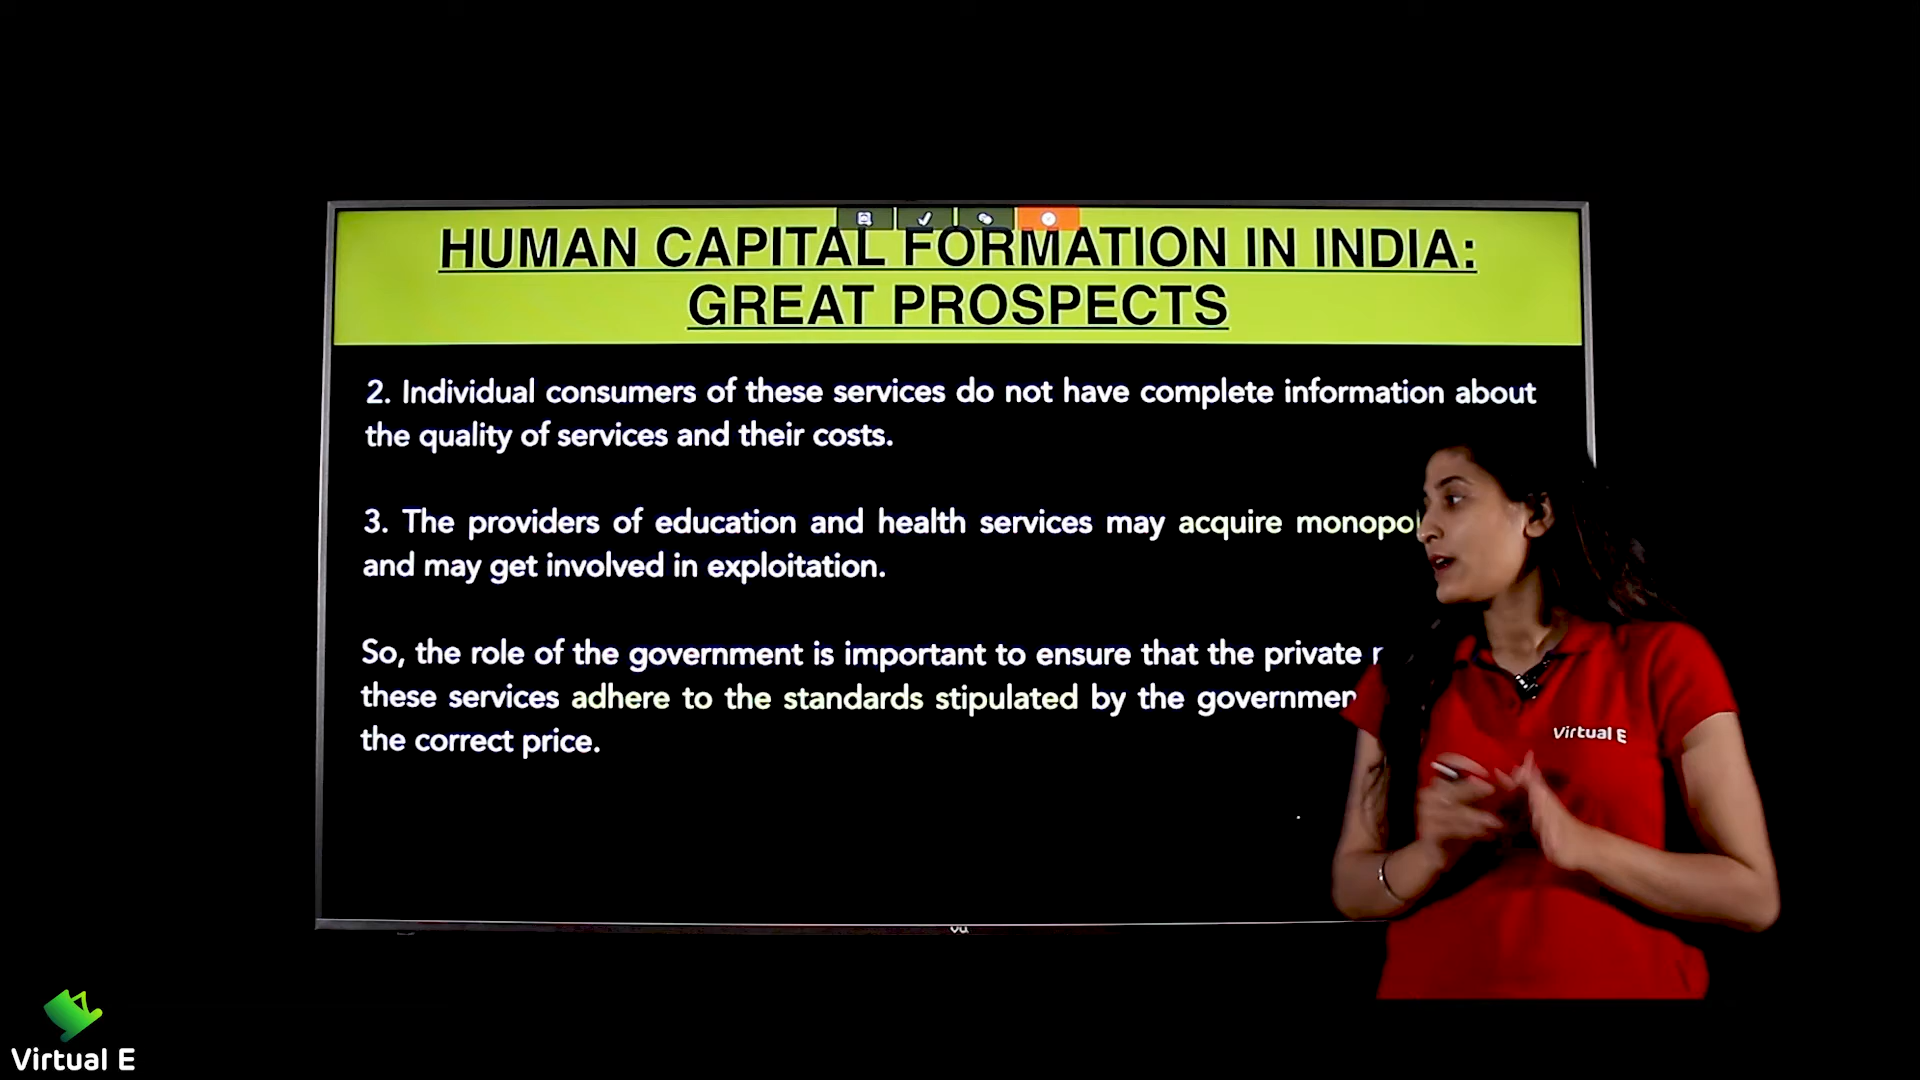 HUMAN CAPITAL FORMATION IN INDIA:
GREAT PROSPECTS
2. Individual consumers of these services do not have complete information about
the quality of services and their costs.
3. The providers of education and health services may acquire
and may get involved in exploitation.
So, the role of the government is important to ensure that the private
these services adhere to the standards stipulated by the
the correct price.
Virtual E
Virtual E